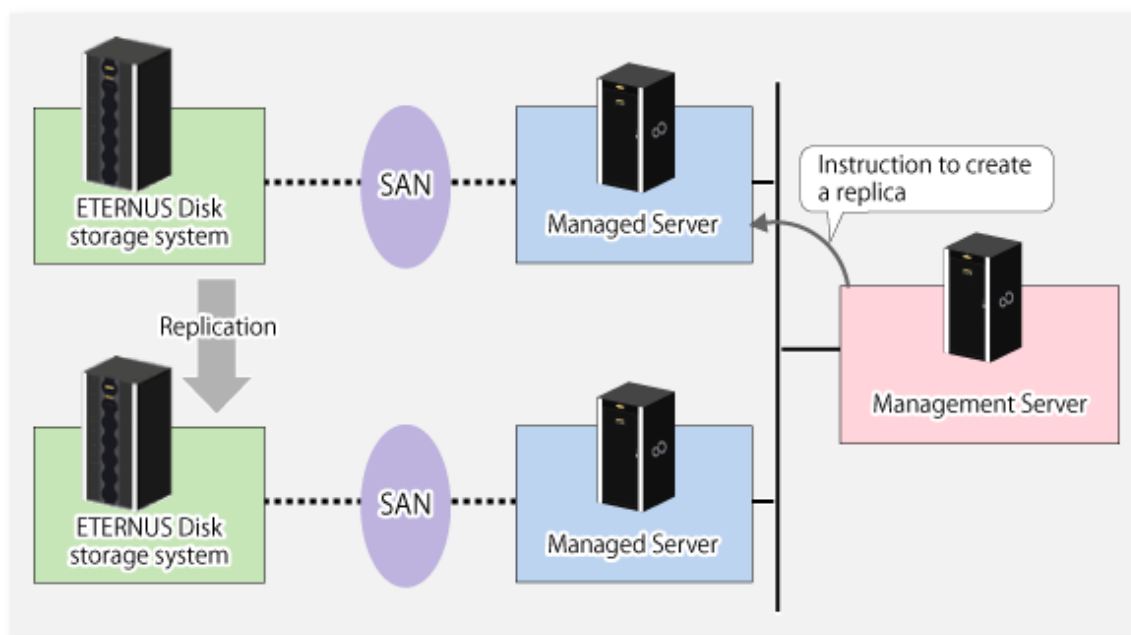 ETERNUS Disk
storage system
SAN
Managed Server
Instruction to create
a replica
Replication
Management Server
ETERNUS Disk
storage system
SAN
Managed Server